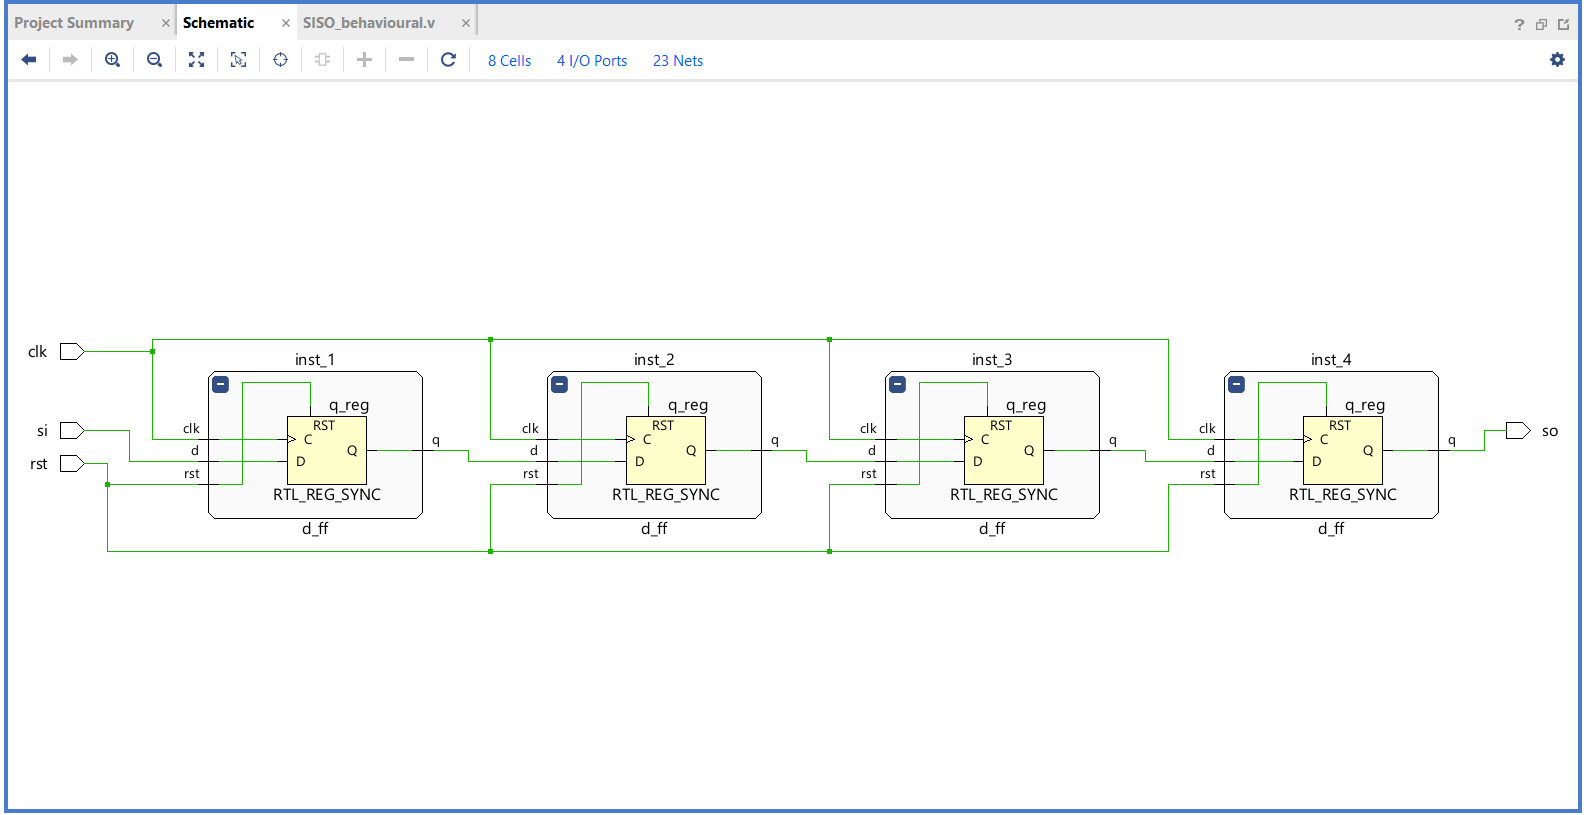 Project Summary × Schematic × SISO_behavioural.v × ?
8 Cells 4 I/O Ports 23 Nets
clk
inst_1 inst_2 inst_3 inst_4
q_reg q_reg q_reg q_reg
RST RST RST RST
si clk C clk C clk C clk C so
q q q q
d Q d Q d Q d Q
D D D D
rst rst rst rst rst
RTL_REG_SYNC RTL_REG_SYNC RTL_REG_SYNC RTL_REG_SYNC
d_ff d_ff d_ff d_ff